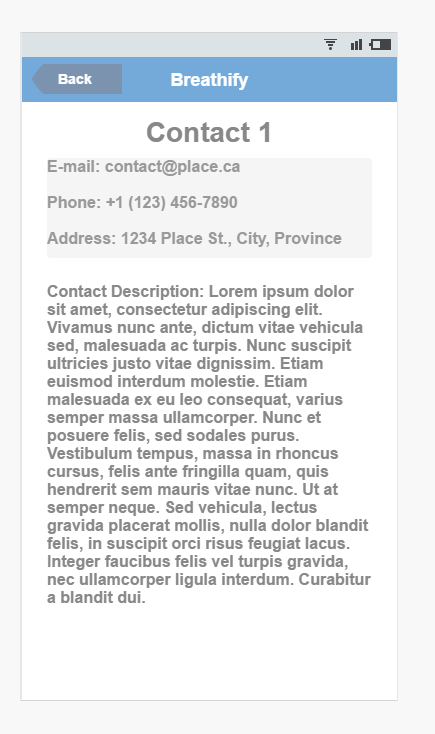 Back
Breathify
Contact 1
E-mail: contact@place.ca
Phone: +1 (123) 456-7890
Address: 1234 Place St., City, Province
Contact Description: Lorem ipsum dolor
sit amet, consectetur adipiscing elit.
Vivamus nunc ante, dictum vitae vehicula
sed, malesuada ac turpis. Nunc suscipit
ultricies justo vitae dignissim. Etiam
euismod interdum molestie. Etiam
malesuada ex eu leo consequat, varius
semper massa ullamcorper. Nunc et
posuere felis, sed sodales purus.
Vestibulum tempus, massa in rhoncus
cursus, felis ante fringilla quam, quis
hendrerit sem mauris vitae nunc. Ut at
semper neque. Sed vehicula, lectus
gravida placerat mollis, nulla dolor blandit
felis, in suscipit orci risus feugiat lacus.
Integer faucibus felis vel turpis gravida,
nec ullamcorper ligula interdum. Curabitur
a blandit dui.